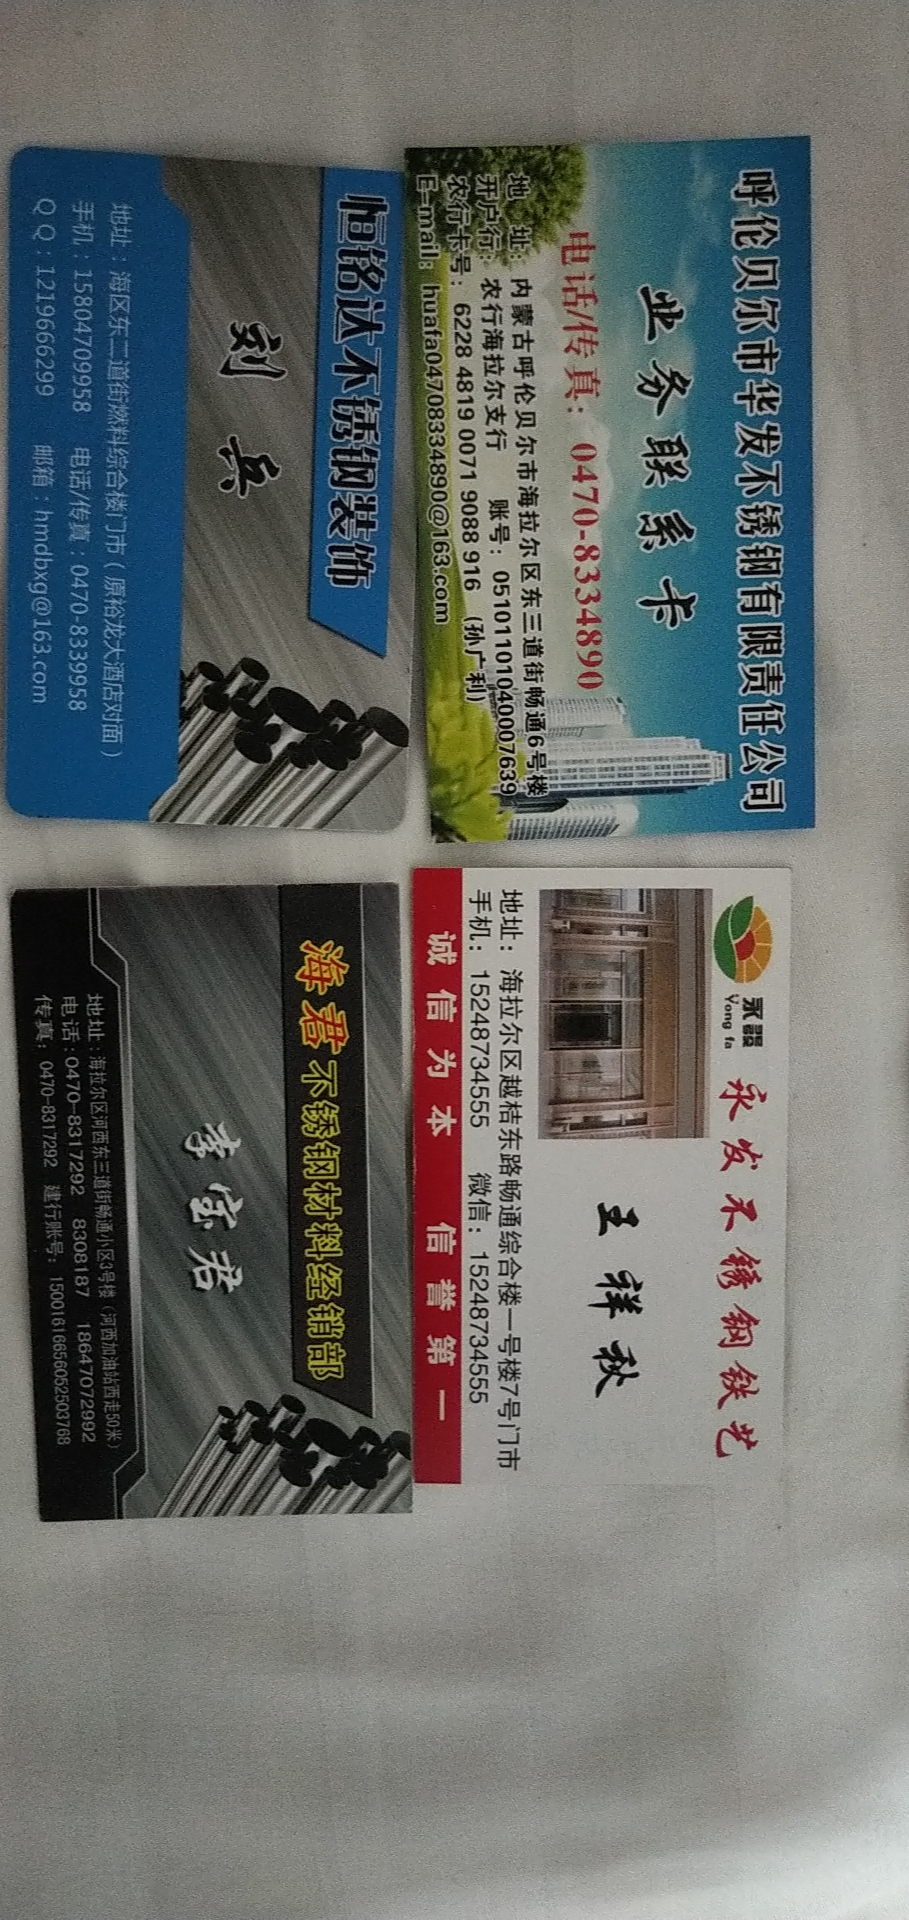 呼伦贝尔市华发不锈钢有限责任公司
业务联系卡
电话/传真：0470-8334890
地 址：内蒙古呼伦贝尔市海拉尔区东三道街畅通6号楼
开户行：农行海拉尔支行 账号：05101101040007639
农行卡号：6228 4819 0071 9088 916 (孙广利)
E-mail: huafa04708334890@163.com
永發
Yong fa
永发不锈钢铁艺
王祥秋
地址：海拉尔区越桔东路畅通综合楼一号楼7号门市
手机：15248734555 微信：15248734555
诚信为本 信誉第一
恒铭达不锈钢装饰
刘兵
地址：海区东二道街燃料综合楼门市（原裕龙大酒店对面）
手机：15804709958 电话/传真：0470-8339958
Q Q：1219666299 邮箱：hmdbxg@163.com
海君不锈钢材料经销部
李宝君
地址：海拉尔区河西东三道街畅通小区3号楼（河西加油站西走50米）
电话：0470-8317292 8308187 18647072992
传真：0470-8317292 建行账号：15001616656052503768